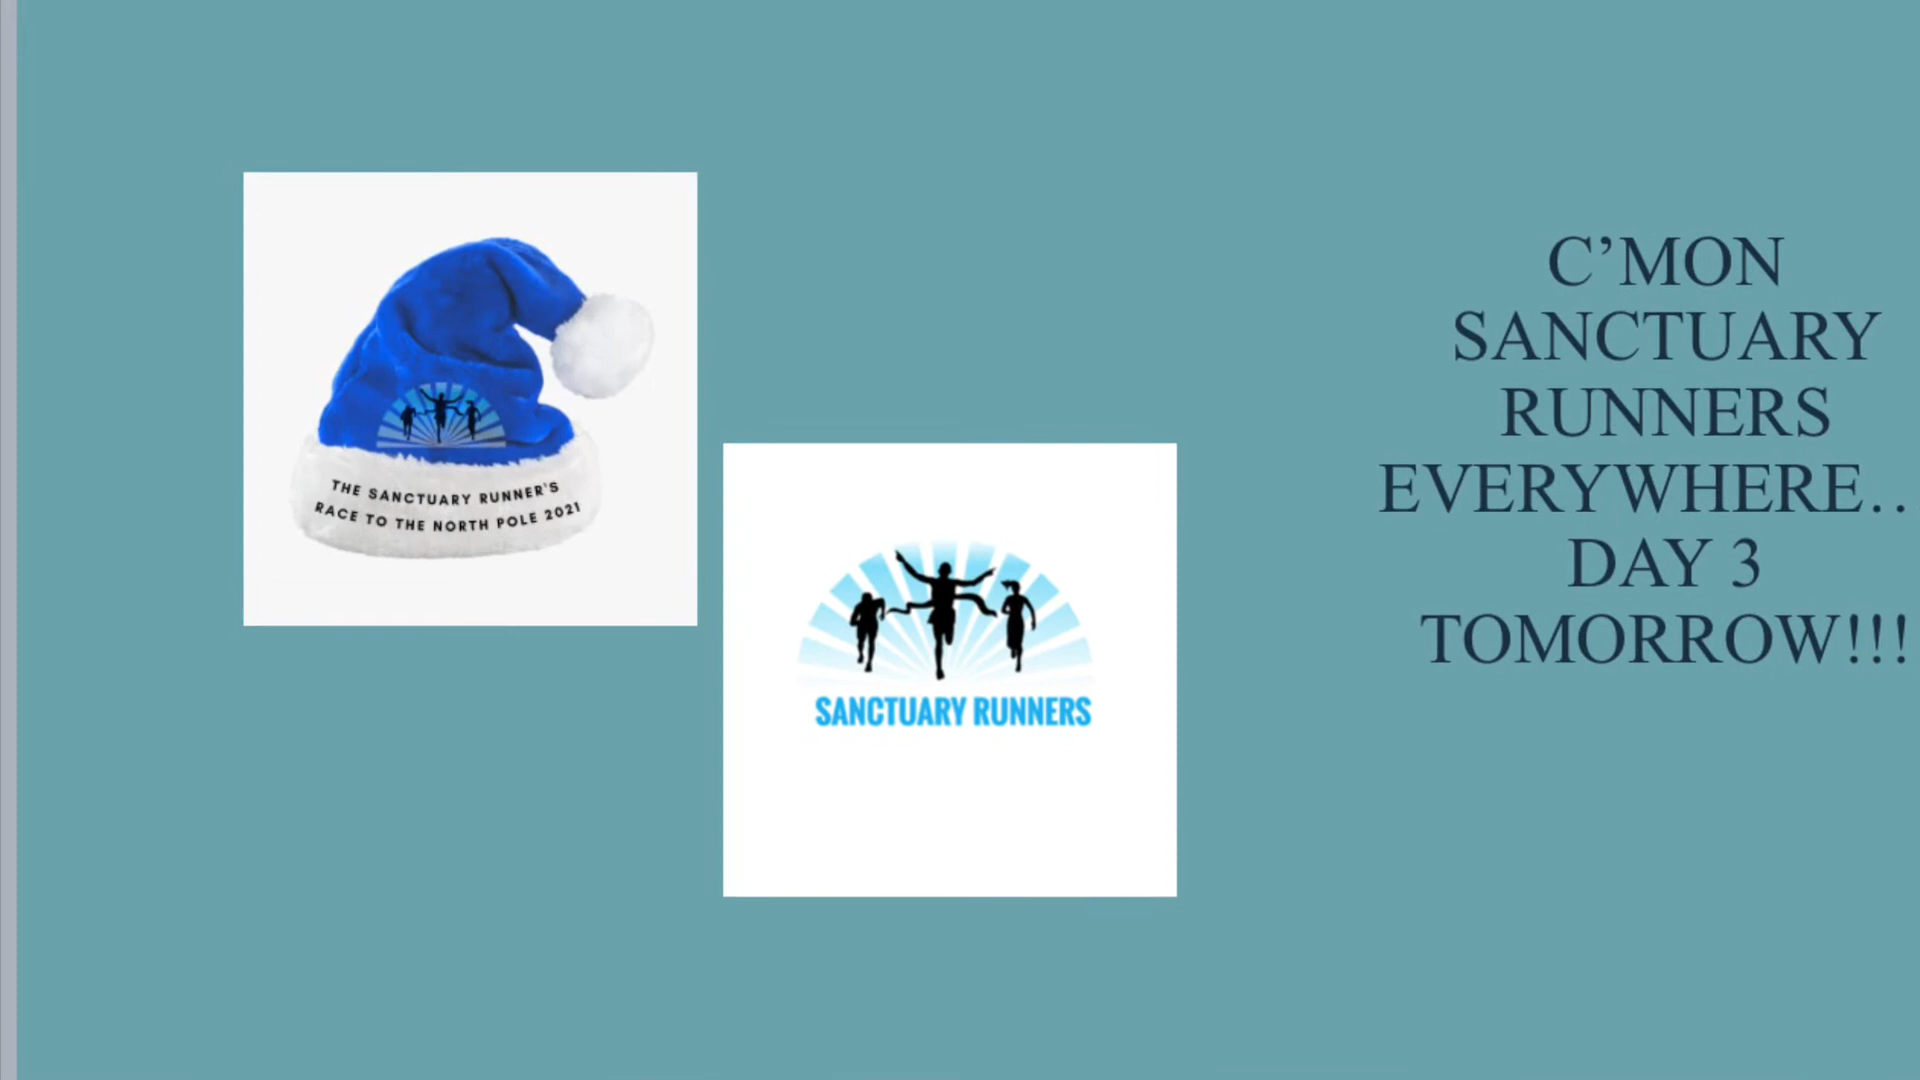 THE SANCTUARY RUNNER'S
RACE TO THE NORTH POLE 2021
SANCTUARY RUNNERS
C’MON
SANCTUARY
RUNNERS
EVERYWHERE..
DAY 3
TOMORROW!!!